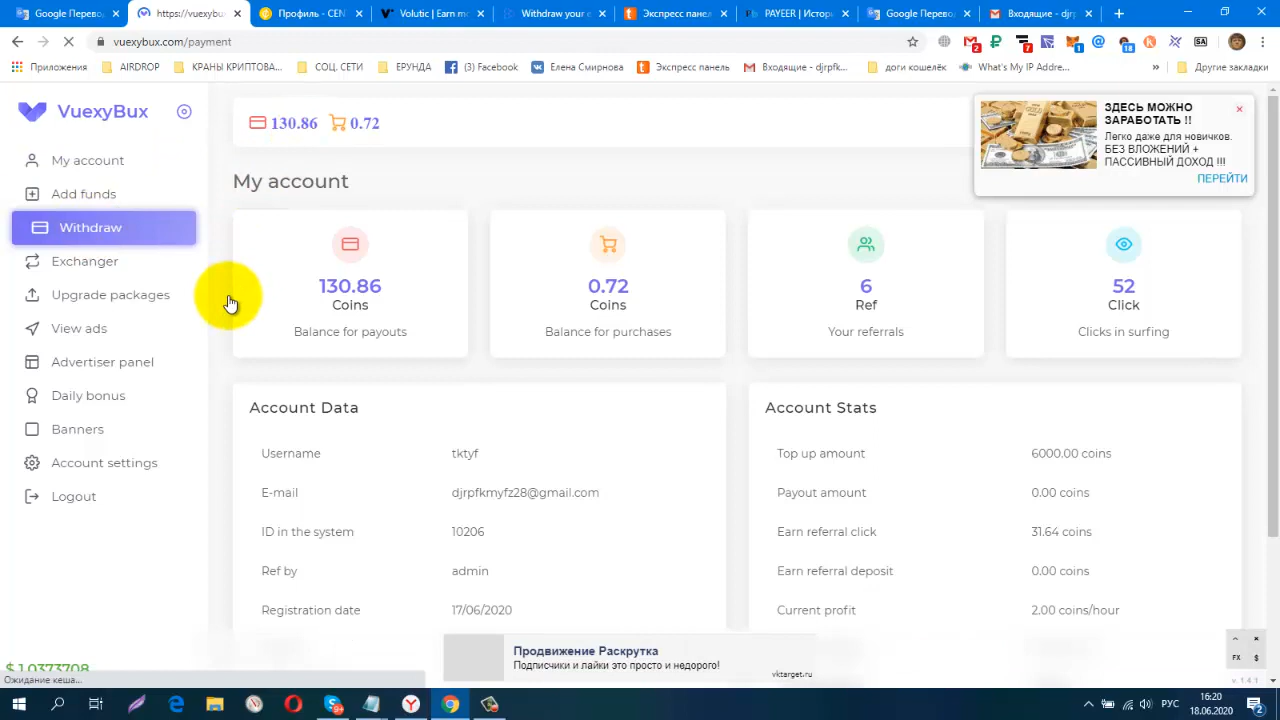 Google Перево
https://vuexybux
Профиль - CEN
Volutic | Earn m
Withdraw your e
Экспресс панел
PAYEER | Истори
Google Перевод
Входящие - djrp
vuexybux.com/payment
Приложения
AIRDROP
КРАНЫ КРИПТОВА...
СОЦ. СЕТИ
ЕРУНДА
(3) Facebook
Елена Смирнова
Экспресс панель
Входящие - djrpfk...
доги кошелёк
What's My IP Addre...
»
Другие закладки
VuexyBux
My account
Add funds
Withdraw
Exchanger
Upgrade packages
View ads
Advertiser panel
Daily bonus
Banners
Account settings
Logout
$ 1.0373708
Ожидание кеша...
130.86 0.72
ЗДЕСЬ МОЖНО
ЗАРАБОТАТЬ !!
Легко даже для новичков.
БЕЗ ВЛОЖЕНИЙ +
ПАССИВНЫЙ ДОХОД !!!
ПЕРЕЙТИ
My account
130.86
Coins
Balance for payouts
0.72
Coins
Balance for purchases
6
Ref
Your referrals
52
Click
Clicks in surfing
Account Data
Username tktyf
E-mail djrpfkmyfz28@gmail.com
ID in the system 10206
Ref by admin
Registration date 17/06/2020
Account Stats
Top up amount 6000.00 coins
Payout amount 0.00 coins
Earn referral click 31.64 coins
Earn referral deposit 0.00 coins
Current profit 2.00 coins/hour
Продвижение Раскрутка
Подписчики и лайки это просто и недорого!
vktarget.ru
FX $
v. 1.4.1
РУС
16:20
18.06.2020